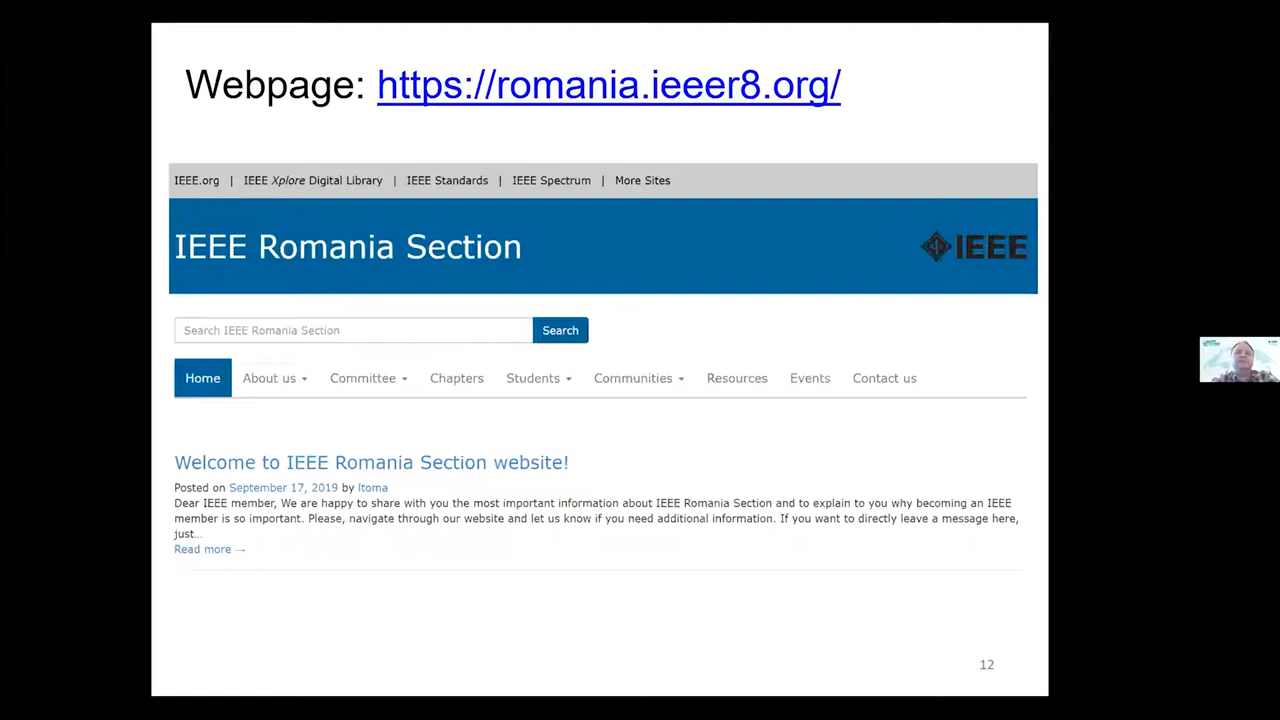 Webpage: https://romania.ieeer8.org/
IEEE.org | IEEE Xplore Digital Library | IEEE Standards | IEEE Spectrum | More Sites
IEEE Romania Section
IEEE
Search IEEE Romania Section
Search
Home About us Committee Chapters Students Communities Resources Events Contact us
Welcome to IEEE Romania Section website!
Posted on September 17, 2019 by ltoma
Dear IEEE member, We are happy to share with you the most important information about IEEE Romania Section and to explain to you why becoming an IEEE
member is so important. Please, navigate through our website and let us know if you need additional information. If you want to directly leave a message here,
just…
Read more →
12